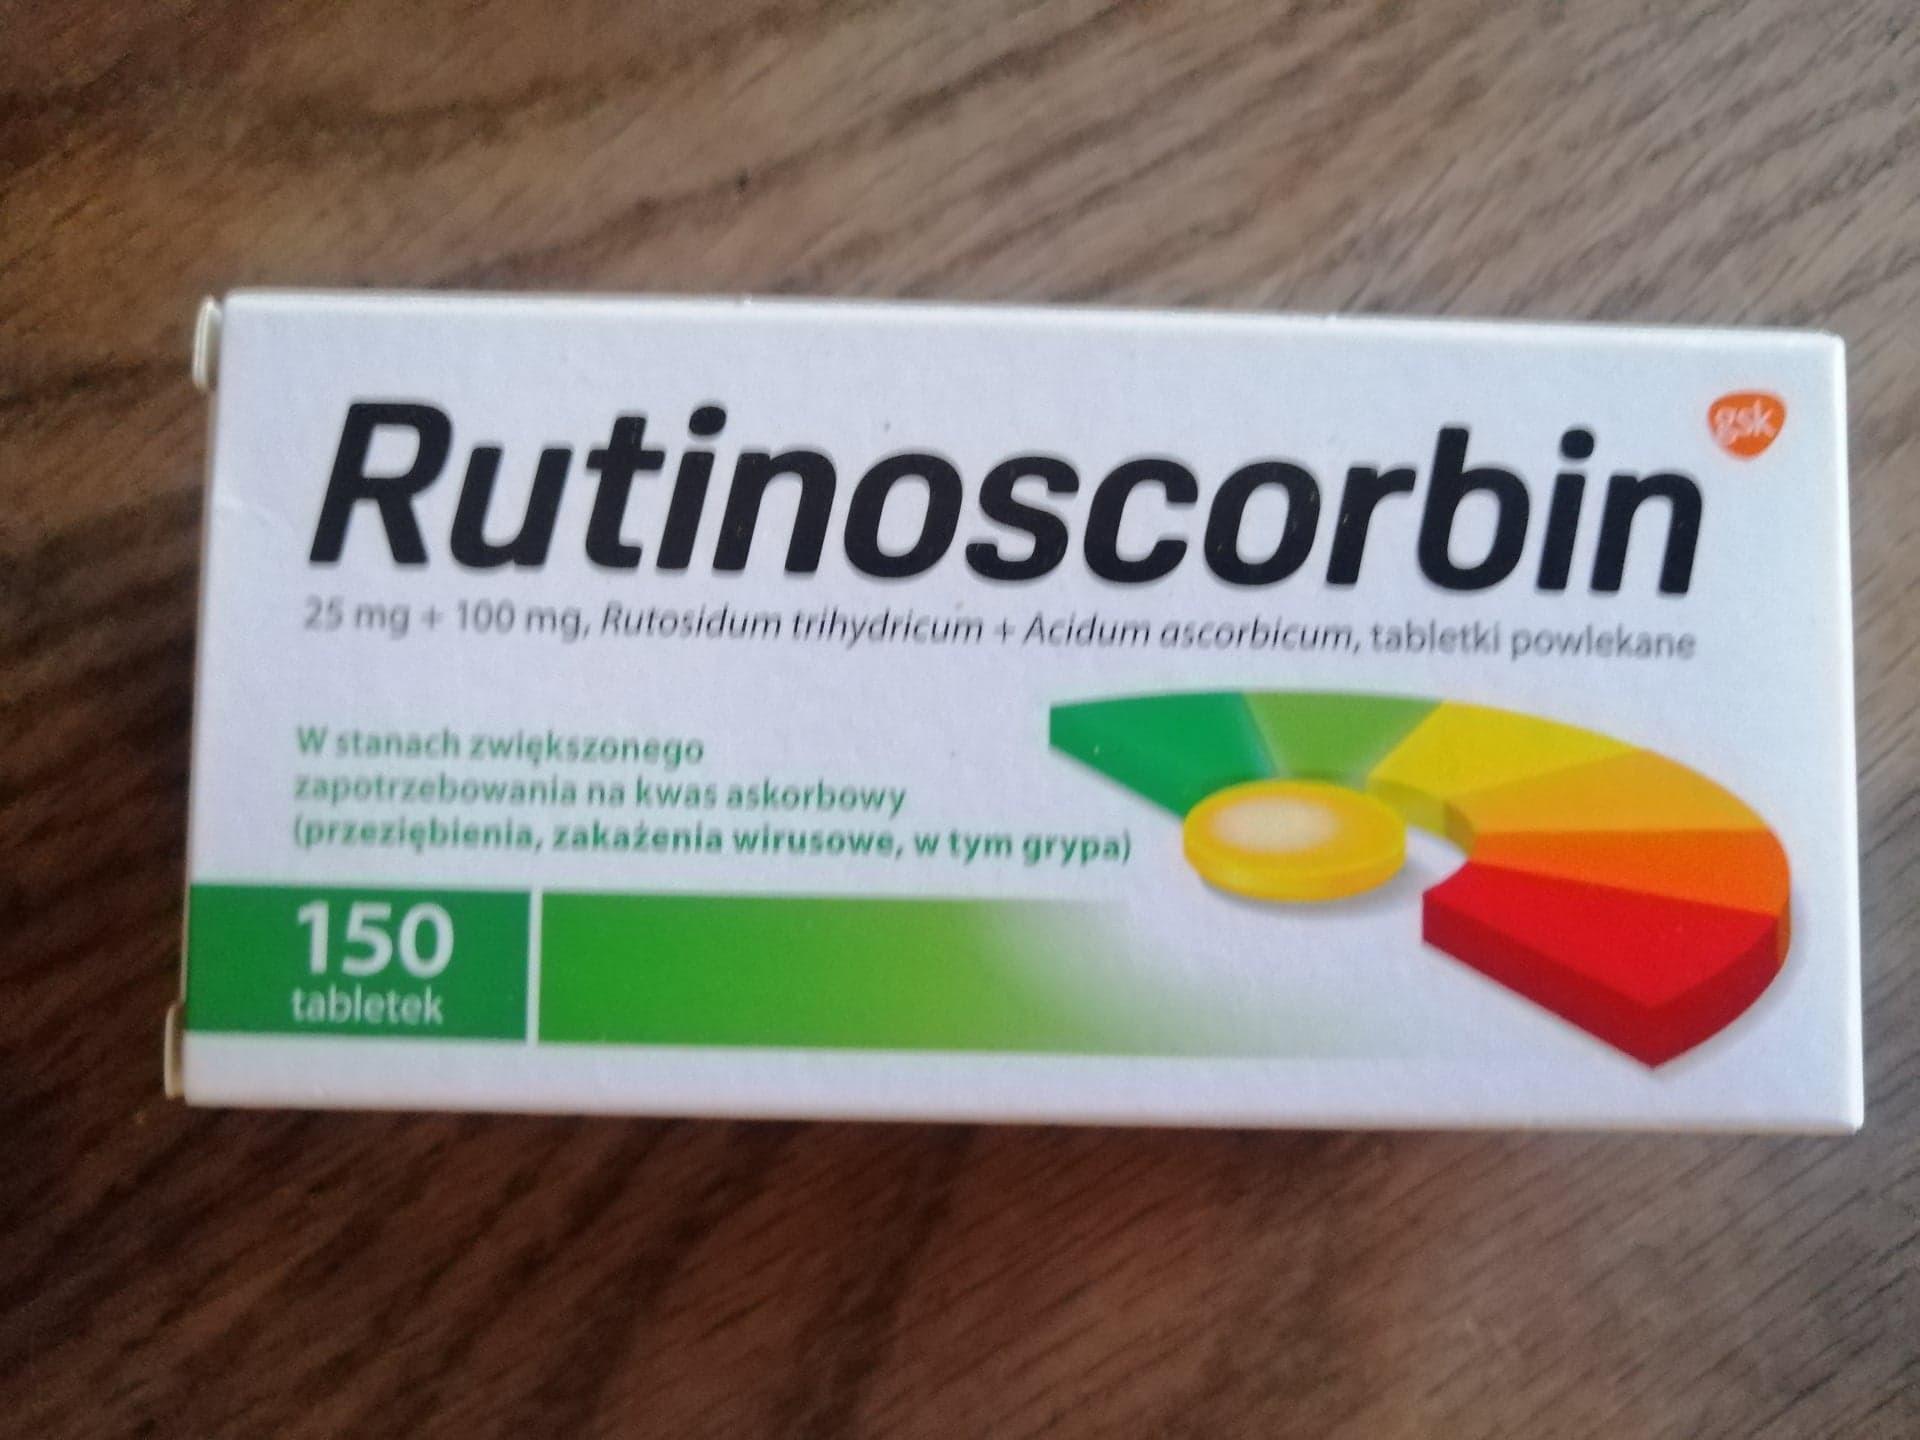 Rutinoscorbin
gsk
25 mg + 100 mg, Rutosidum trihydricum + Acidum ascorbicum, tabletki powlekane
W stanach zwiększonego
zapotrzebowania na kwas askorbowy
(przeziębienia, zakażenia wirusowe, w tym grypa)
150
tabletek